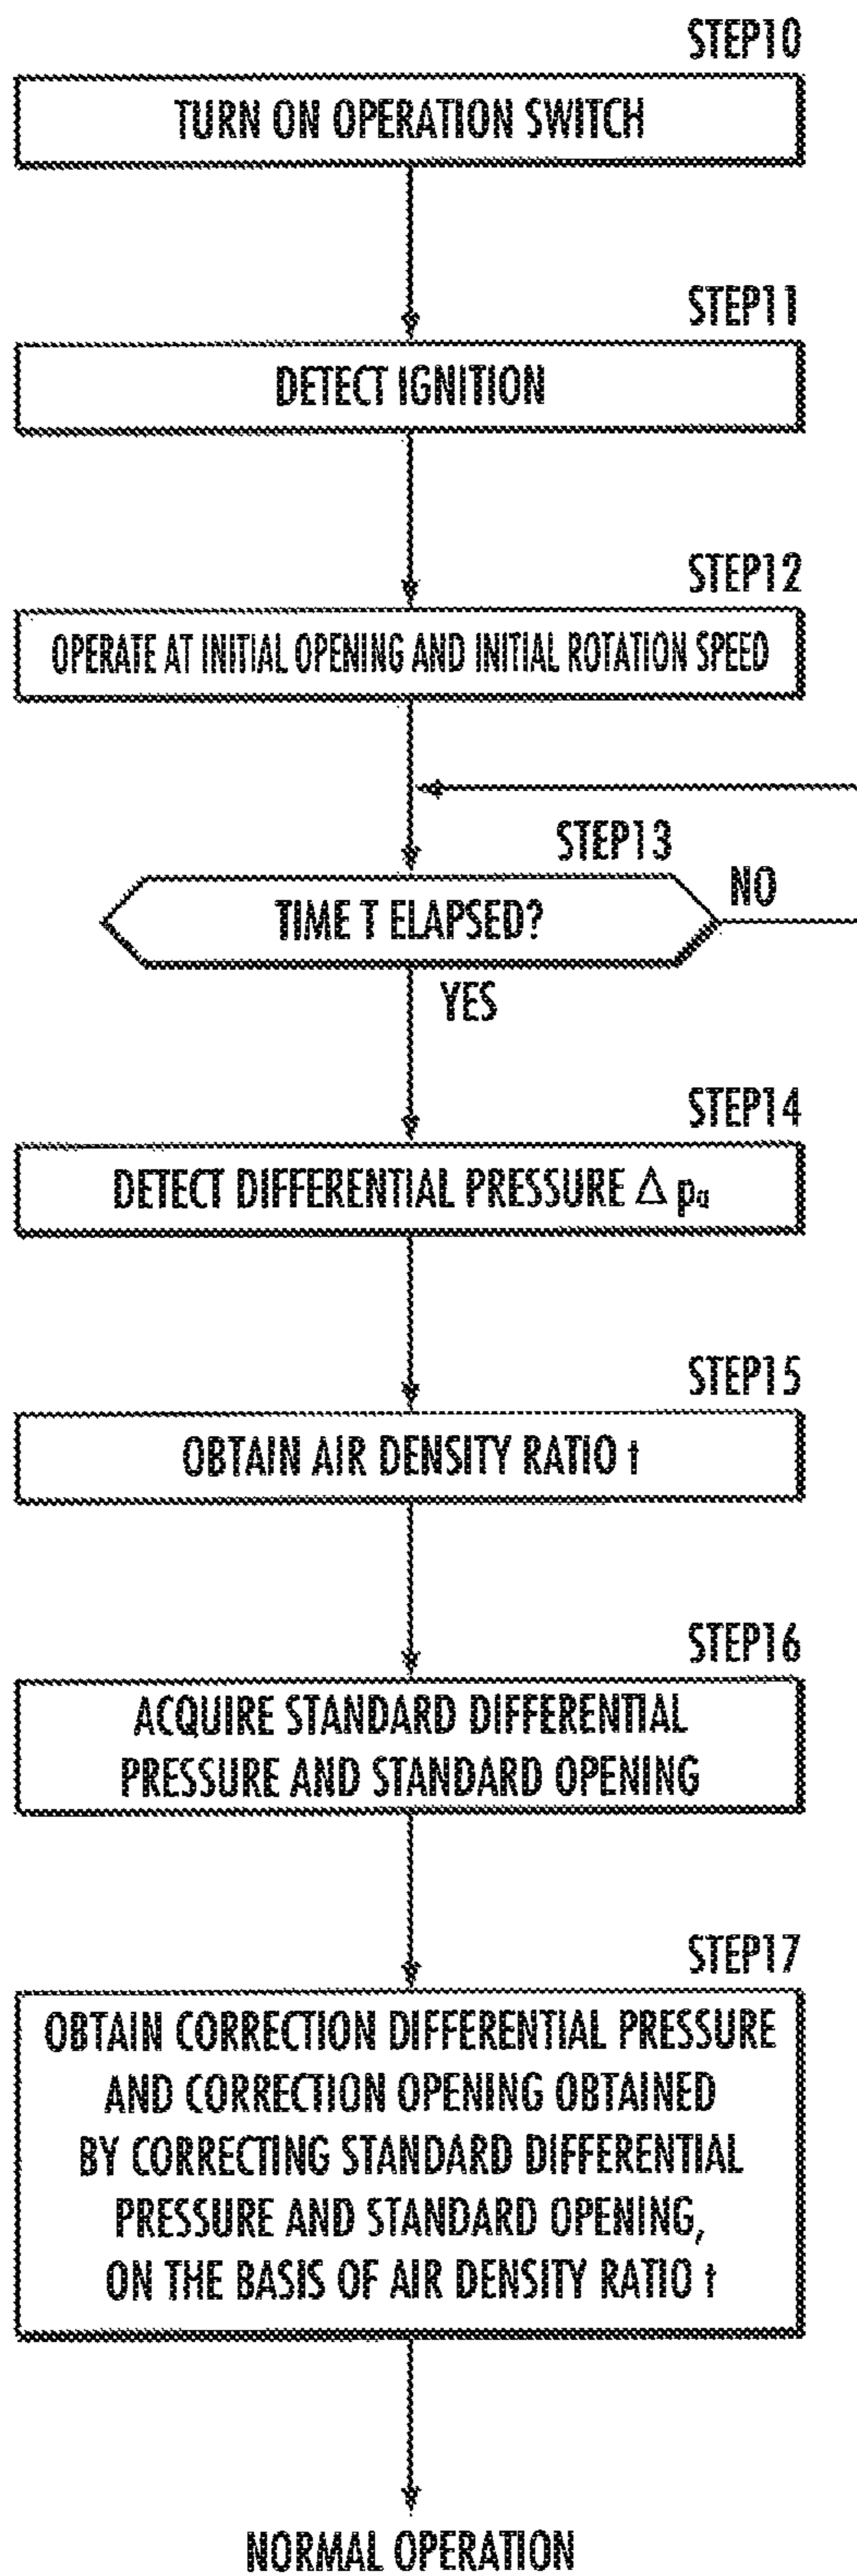 STEP10
TURN ON OPERATION SWITCH
STEP11
DETECT IGNITION
STEP12
OPERATE AT INITIAL OPENING AND INITIAL ROTATION SPEED
STEP13
TIME T ELAPSED?
NO
YES
STEP14
DETECT DIFFERENTIAL PRESSURE Δ pa
STEP15
OBTAIN AIR DENSITY RATIO t
STEP16
ACQUIRE STANDARD DIFFERENTIAL
PRESSURE AND STANDARD OPENING
STEP17
OBTAIN CORRECTION DIFFERENTIAL PRESSURE
AND CORRECTION OPENING OBTAINED
BY CORRECTING STANDARD DIFFERENTIAL
PRESSURE AND STANDARD OPENING,
ON THE BASIS OF AIR DENSITY RATIO t
NORMAL OPERATION